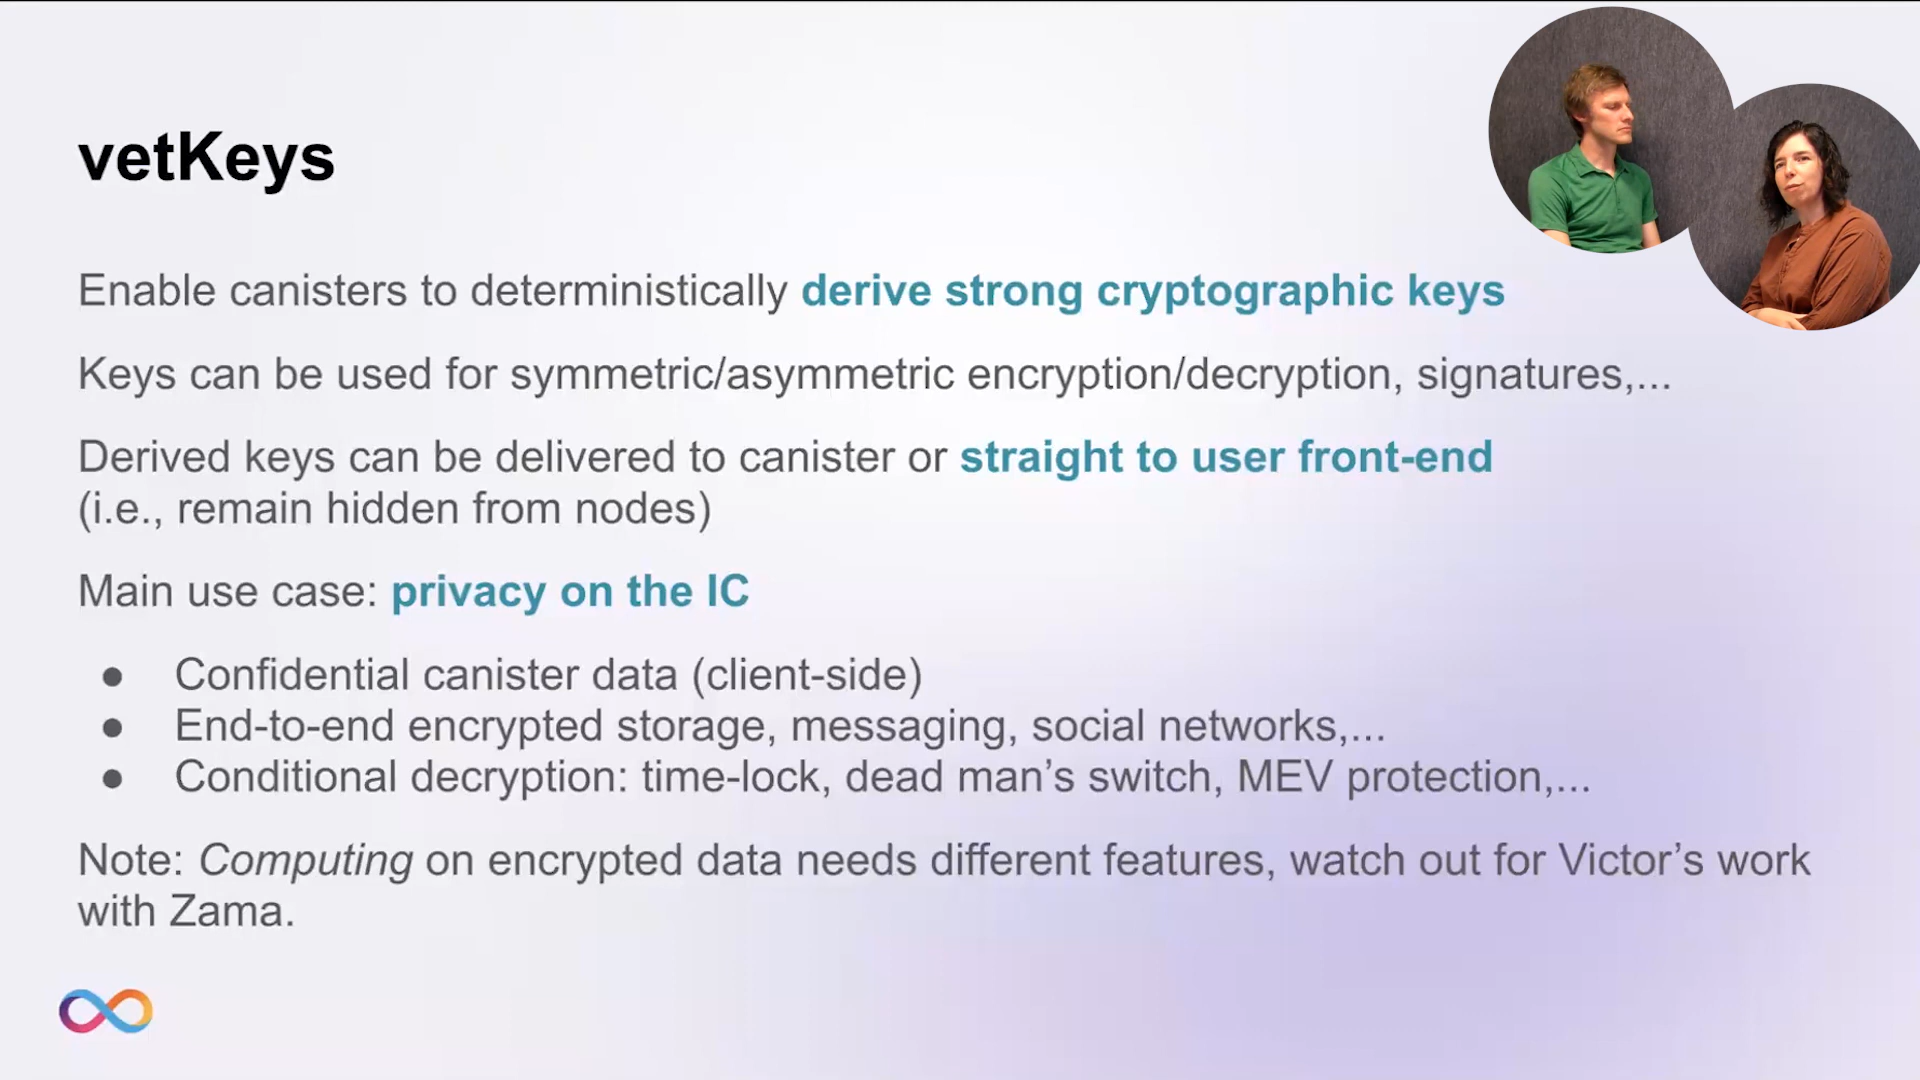 vetKeys
Enable canisters to deterministically derive strong cryptographic keys
Keys can be used for symmetric/asymmetric encryption/decryption, signatures,...
Derived keys can be delivered to canister or straight to user front-end
(i.e., remain hidden from nodes)
Main use case: privacy on the IC
● Confidential canister data (client-side)
● End-to-end encrypted storage, messaging, social networks,...
● Conditional decryption: time-lock, dead man’s switch, MEV protection,...
Note: Computing on encrypted data needs different features, watch out for Victor’s work
with Zama.